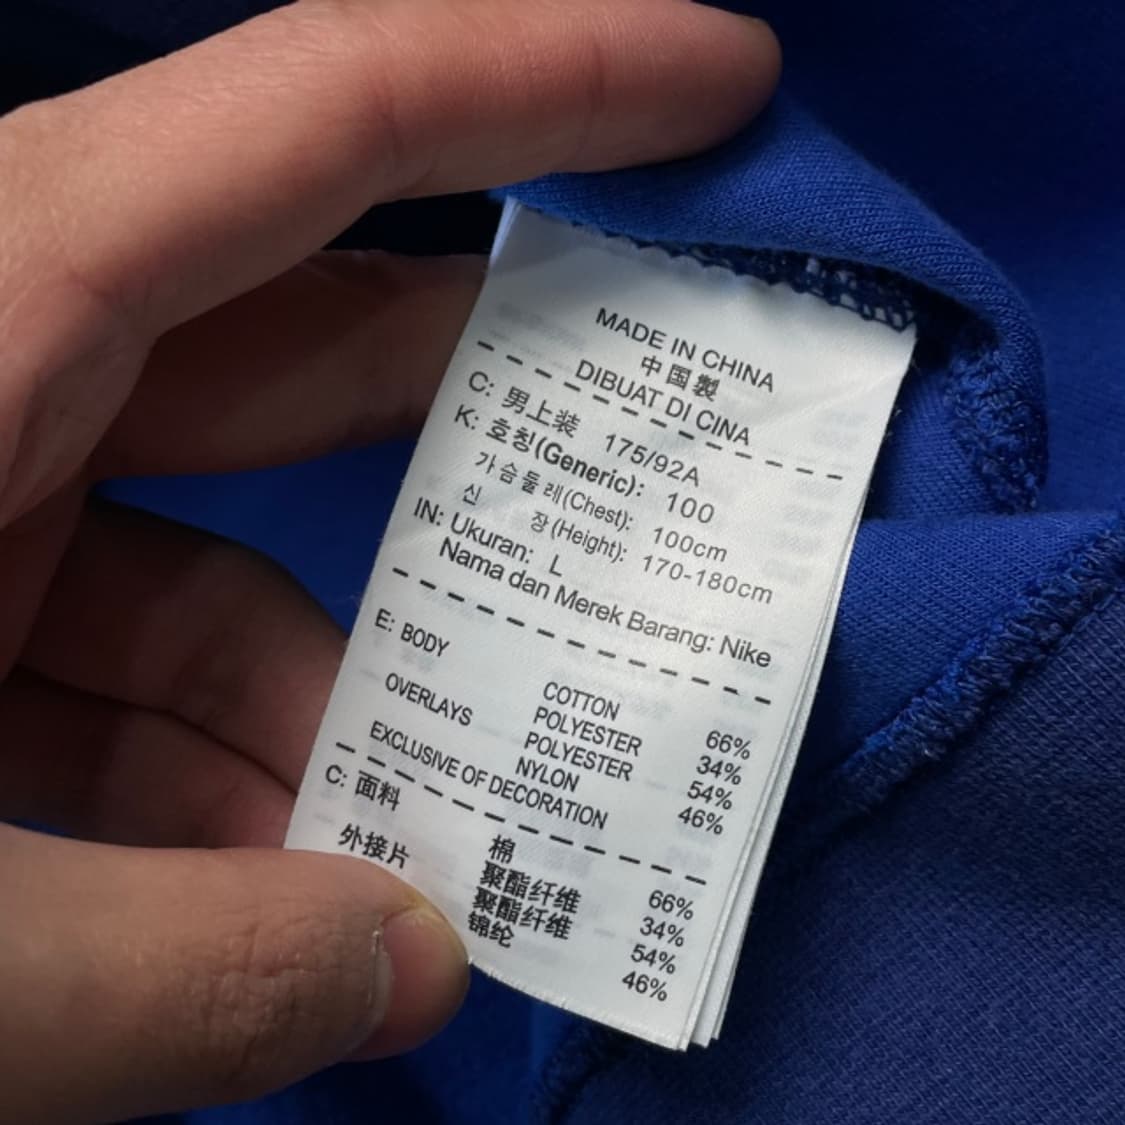 MADE IN CHINA
中国製
DIBUAT DI CINA
C: 男上装 175/92A
K: 호칭(Generic): 100
가슴둘레(Chest): 100cm
신 장(Height): 170-180cm
IN: Ukuran: L
Nama dan Merek Barang: Nike
E: BODY COTTON 66%
POLYESTER 34%
OVERLAYS POLYESTER 54%
NYLON 46%
EXCLUSIVE OF DECORATION
C: 面料 棉 66%
聚酯纤维 34%
外接片 聚酯纤维 54%
锦纶 46%